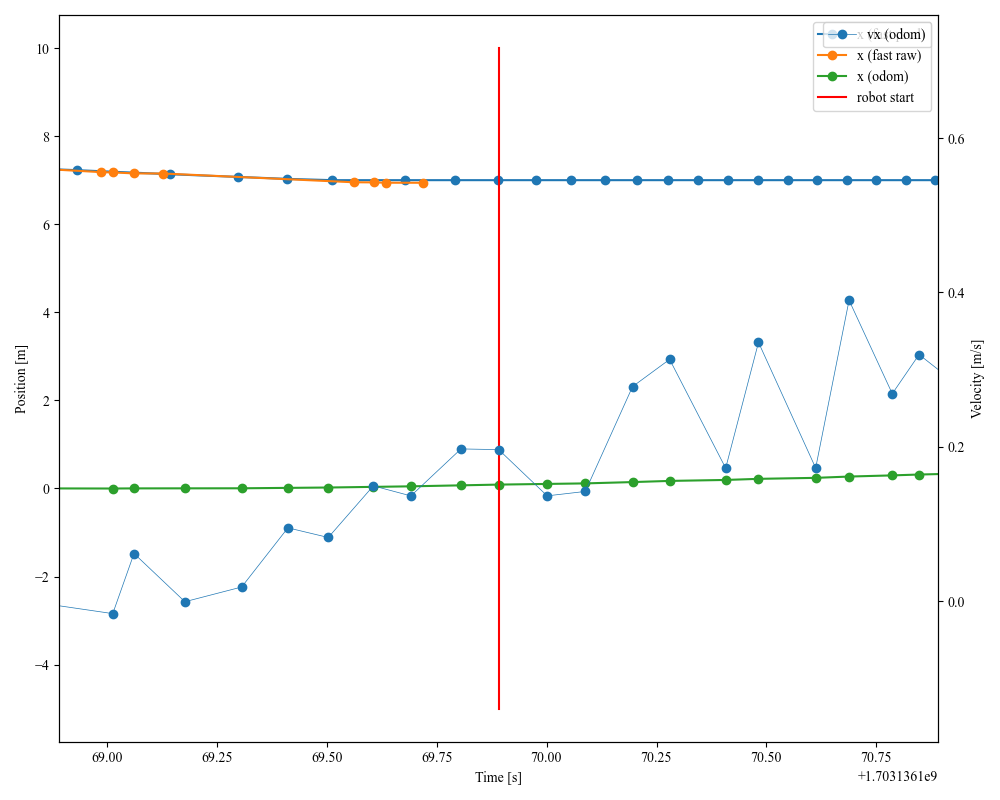 vx (odom)
x (fast raw)
x (odom)
robot start
10
8
6
4
2
0
−2
−4
Position [m]
0.6
0.4
0.2
0.0
Velocity [m/s]
69.00 69.25 69.50 69.75 70.00 70.25 70.50 70.75
Time [s]
+1.7031361e9